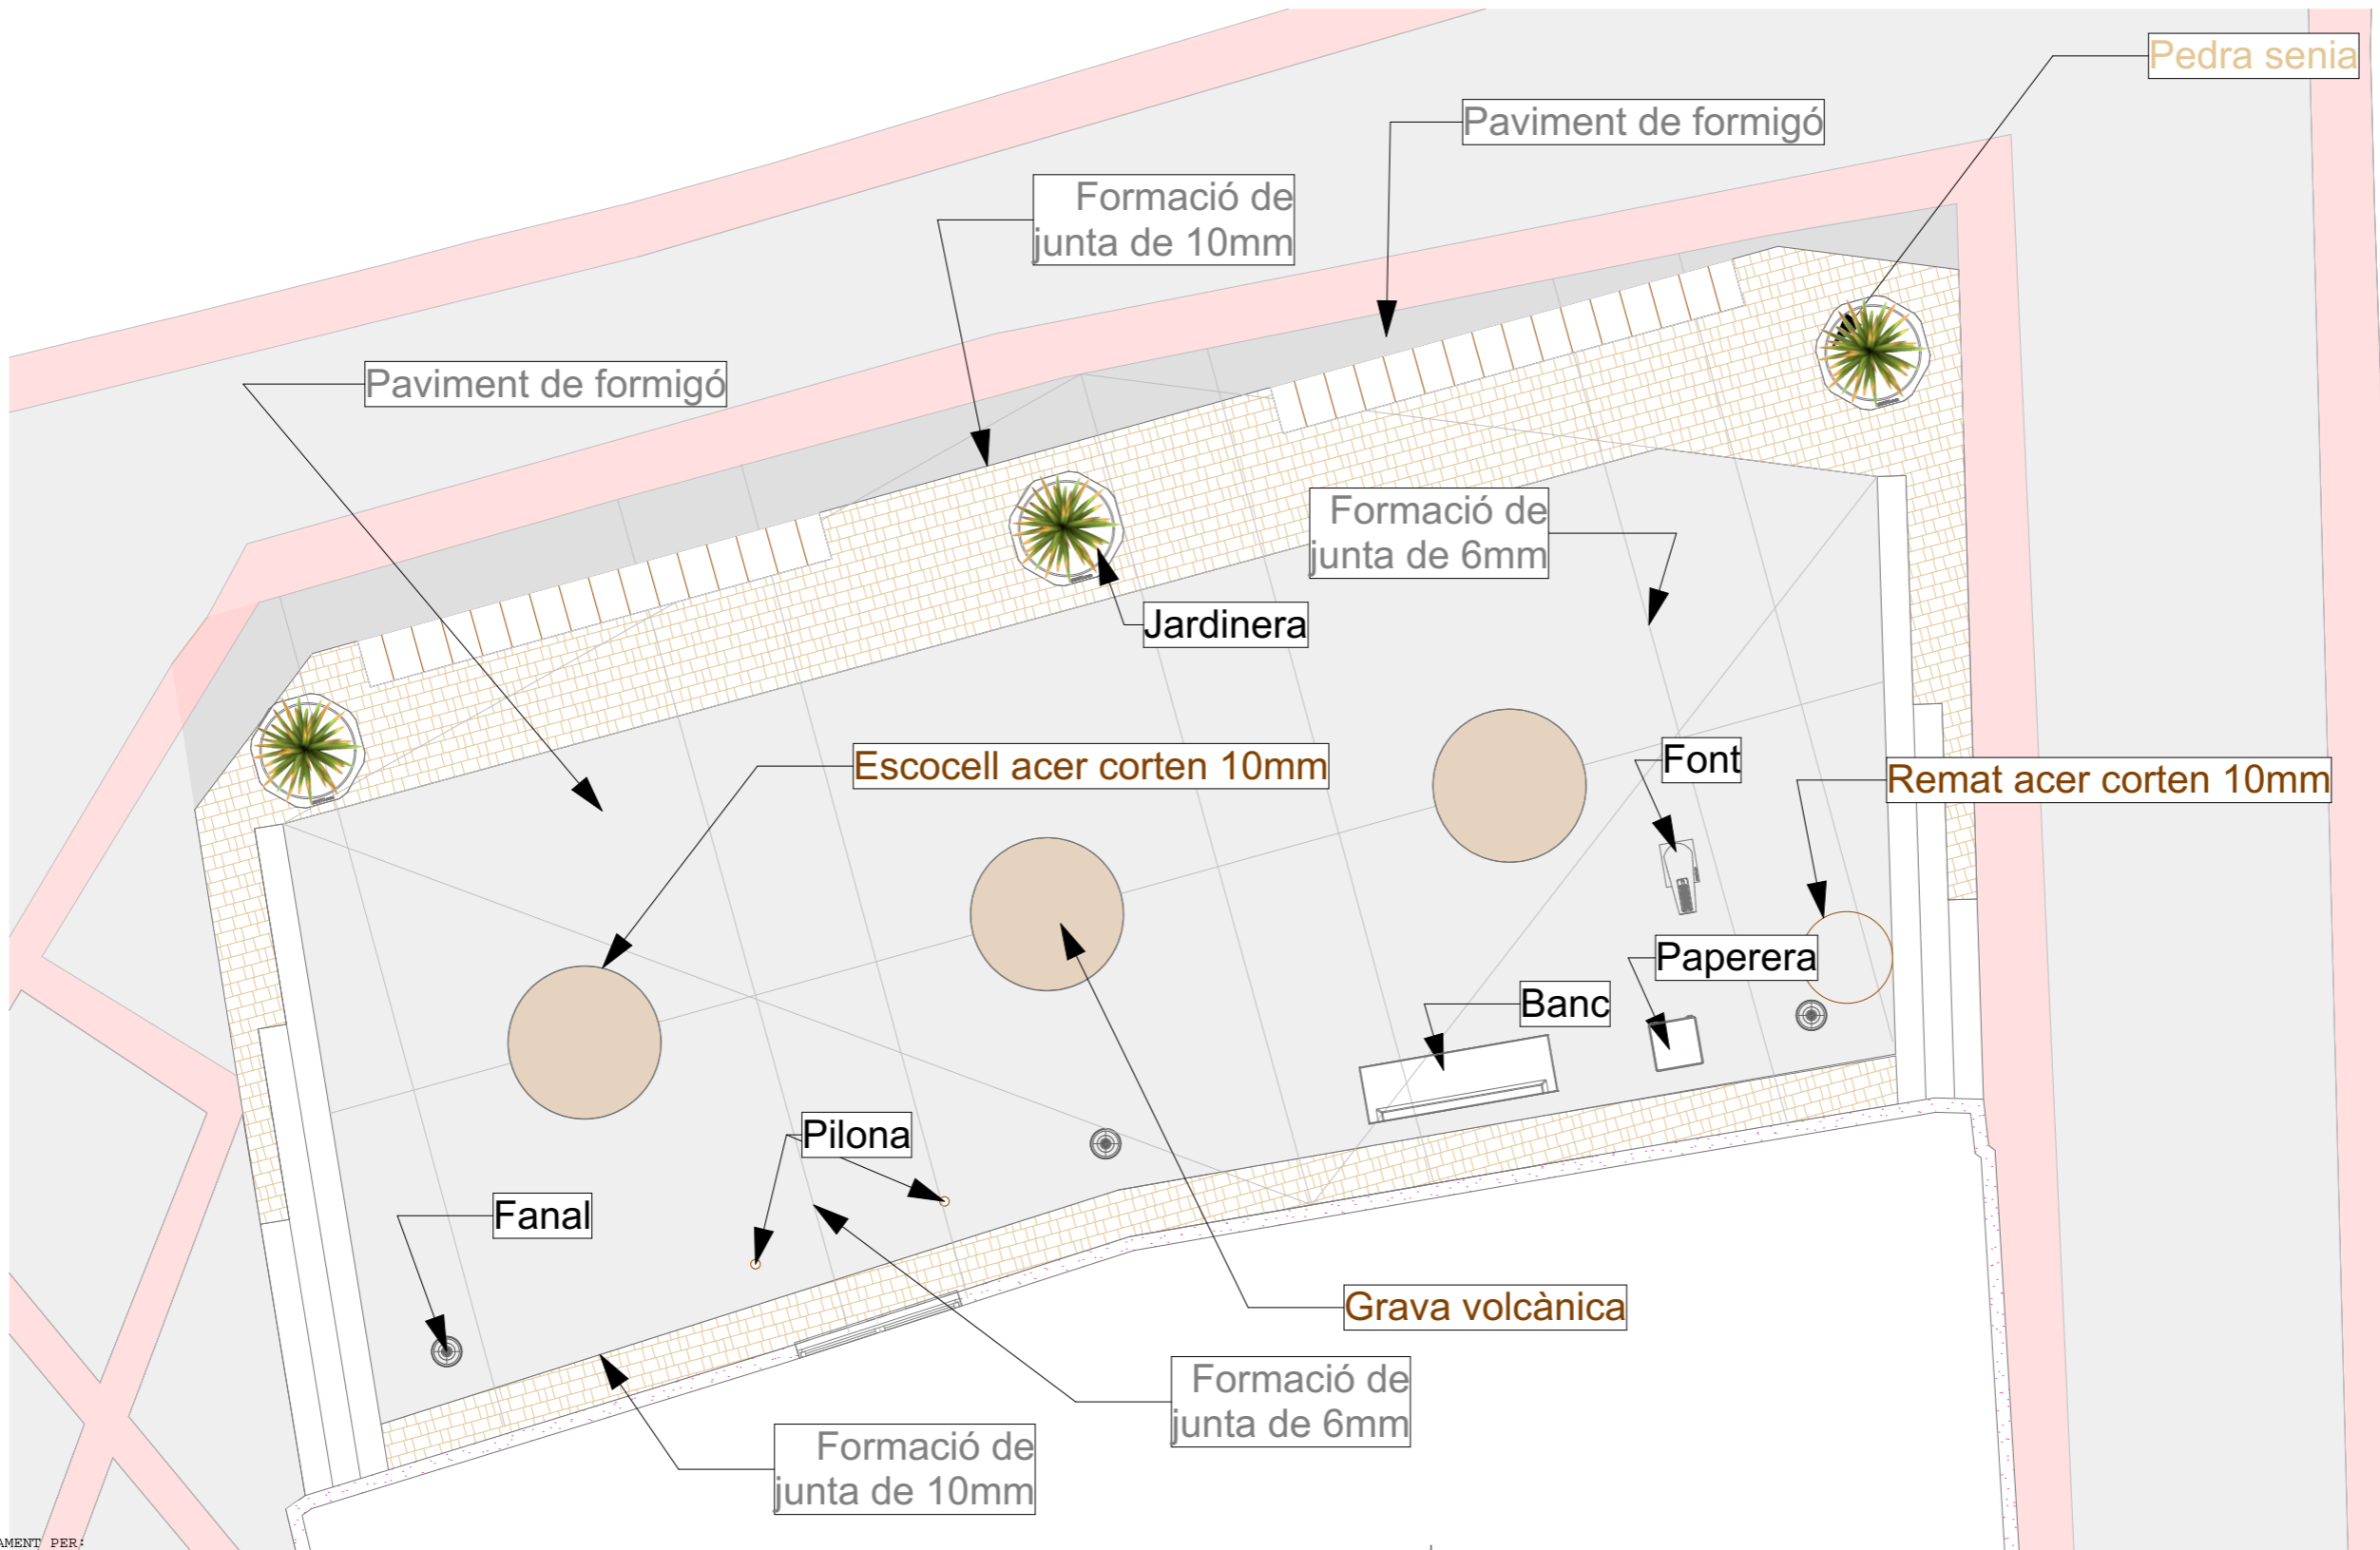 Pedra senia
Paviment de formigó
Formació de
junta de 10mm
Paviment de formigó
Formació de
junta de 6mm
Jardinera
Escocell acer corten 10mm
Font
Remat acer corten 10mm
Paperera
Banc
Pilona
Fanal
Grava volcànica
Formació de
junta de 6mm
Formació de
junta de 10mm
AMENT PER: